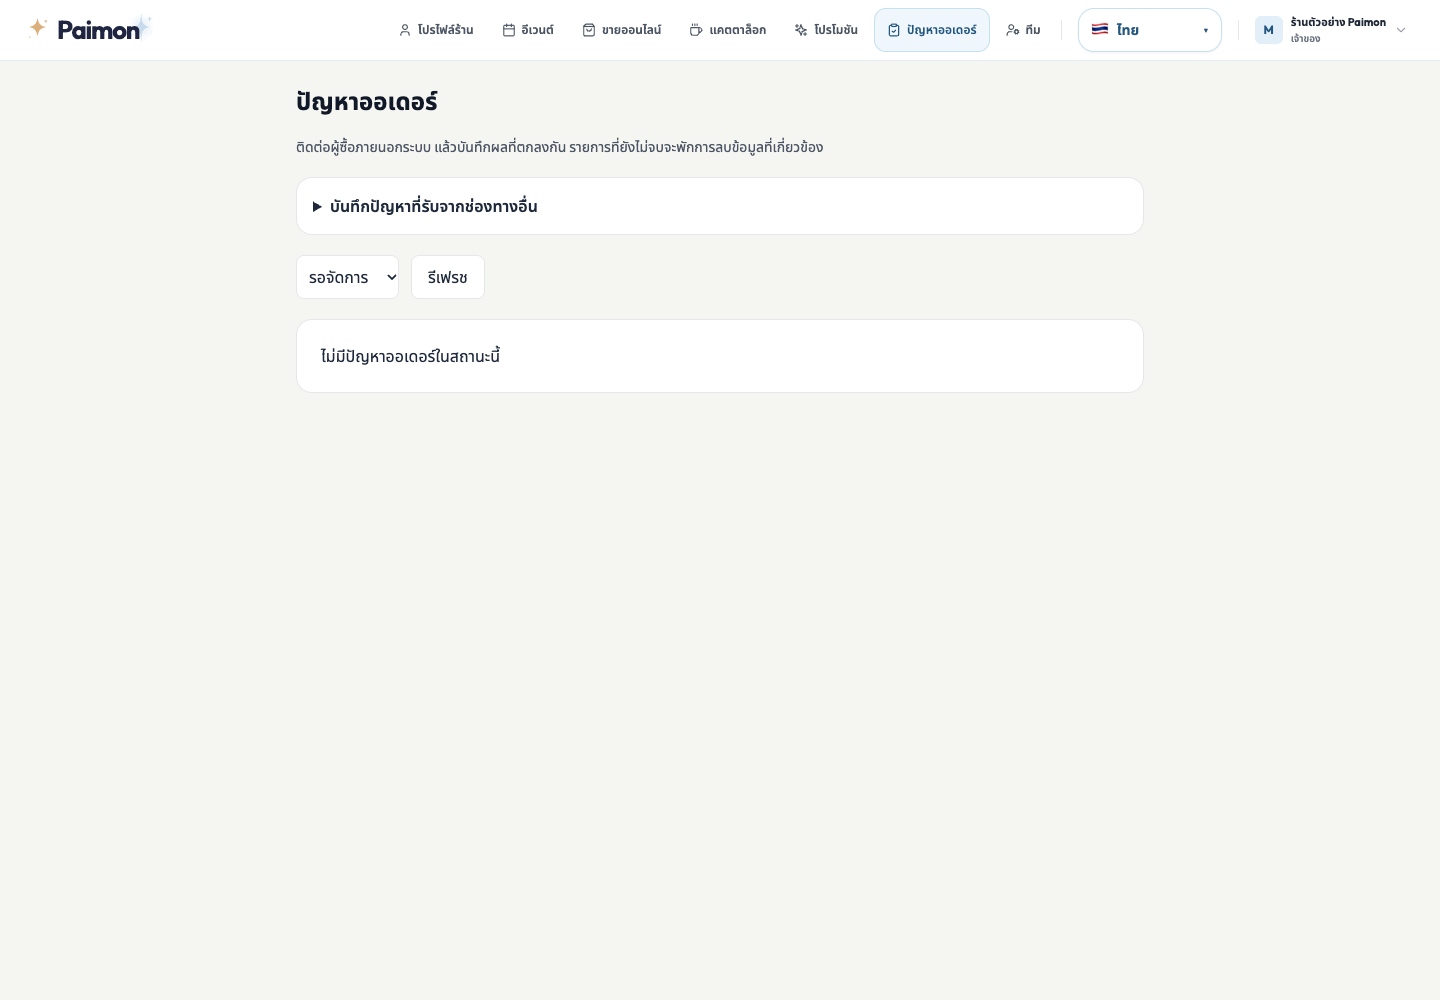 Paimon
โปรไฟล์ร้าน
อีเวนต์
ขายออนไลน์
แคตตาล็อก
โปรโมชัน
ปัญหาออเดอร์
ทีม
ไทย
M
ร้านตัวอย่าง Paimon
เจ้าของ
ปัญหาออเดอร์
ติดต่อผู้ซื้อภายนอกระบบ แล้วบันทึกผลที่ตกลงกัน รายการที่ยังไม่จบจะพักการลบข้อมูลที่เกี่ยวข้อง
บันทึกปัญหาที่รับจากช่องทางอื่น
รอจัดการ
รีเฟรช
ไม่มีปัญหาออเดอร์ในสถานะนี้